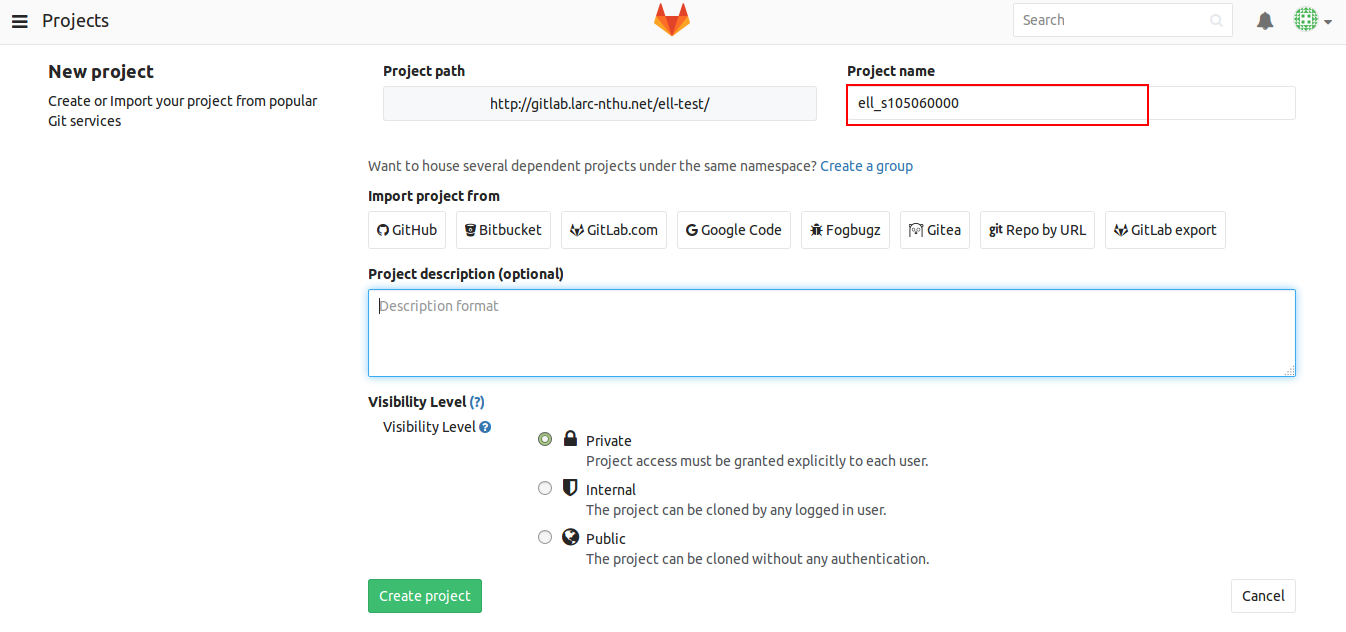 Projects
Search
New project
Create or Import your project from popular
Git services
Project path
http://gitlab.larc-nthu.net/ell-test/
Project name
ell_s105060000
Want to house several dependent projects under the same namespace? Create a group
Import project from
GitHub
Bitbucket
GitLab.com
Google Code
Fogbugz
Gitea
git Repo by URL
GitLab export
Project description (optional)
Description format
Visibility Level (?)
Visibility Level ?
Private
Project access must be granted explicitly to each user.
Internal
The project can be cloned by any logged in user.
Public
The project can be cloned without any authentication.
Create project
Cancel